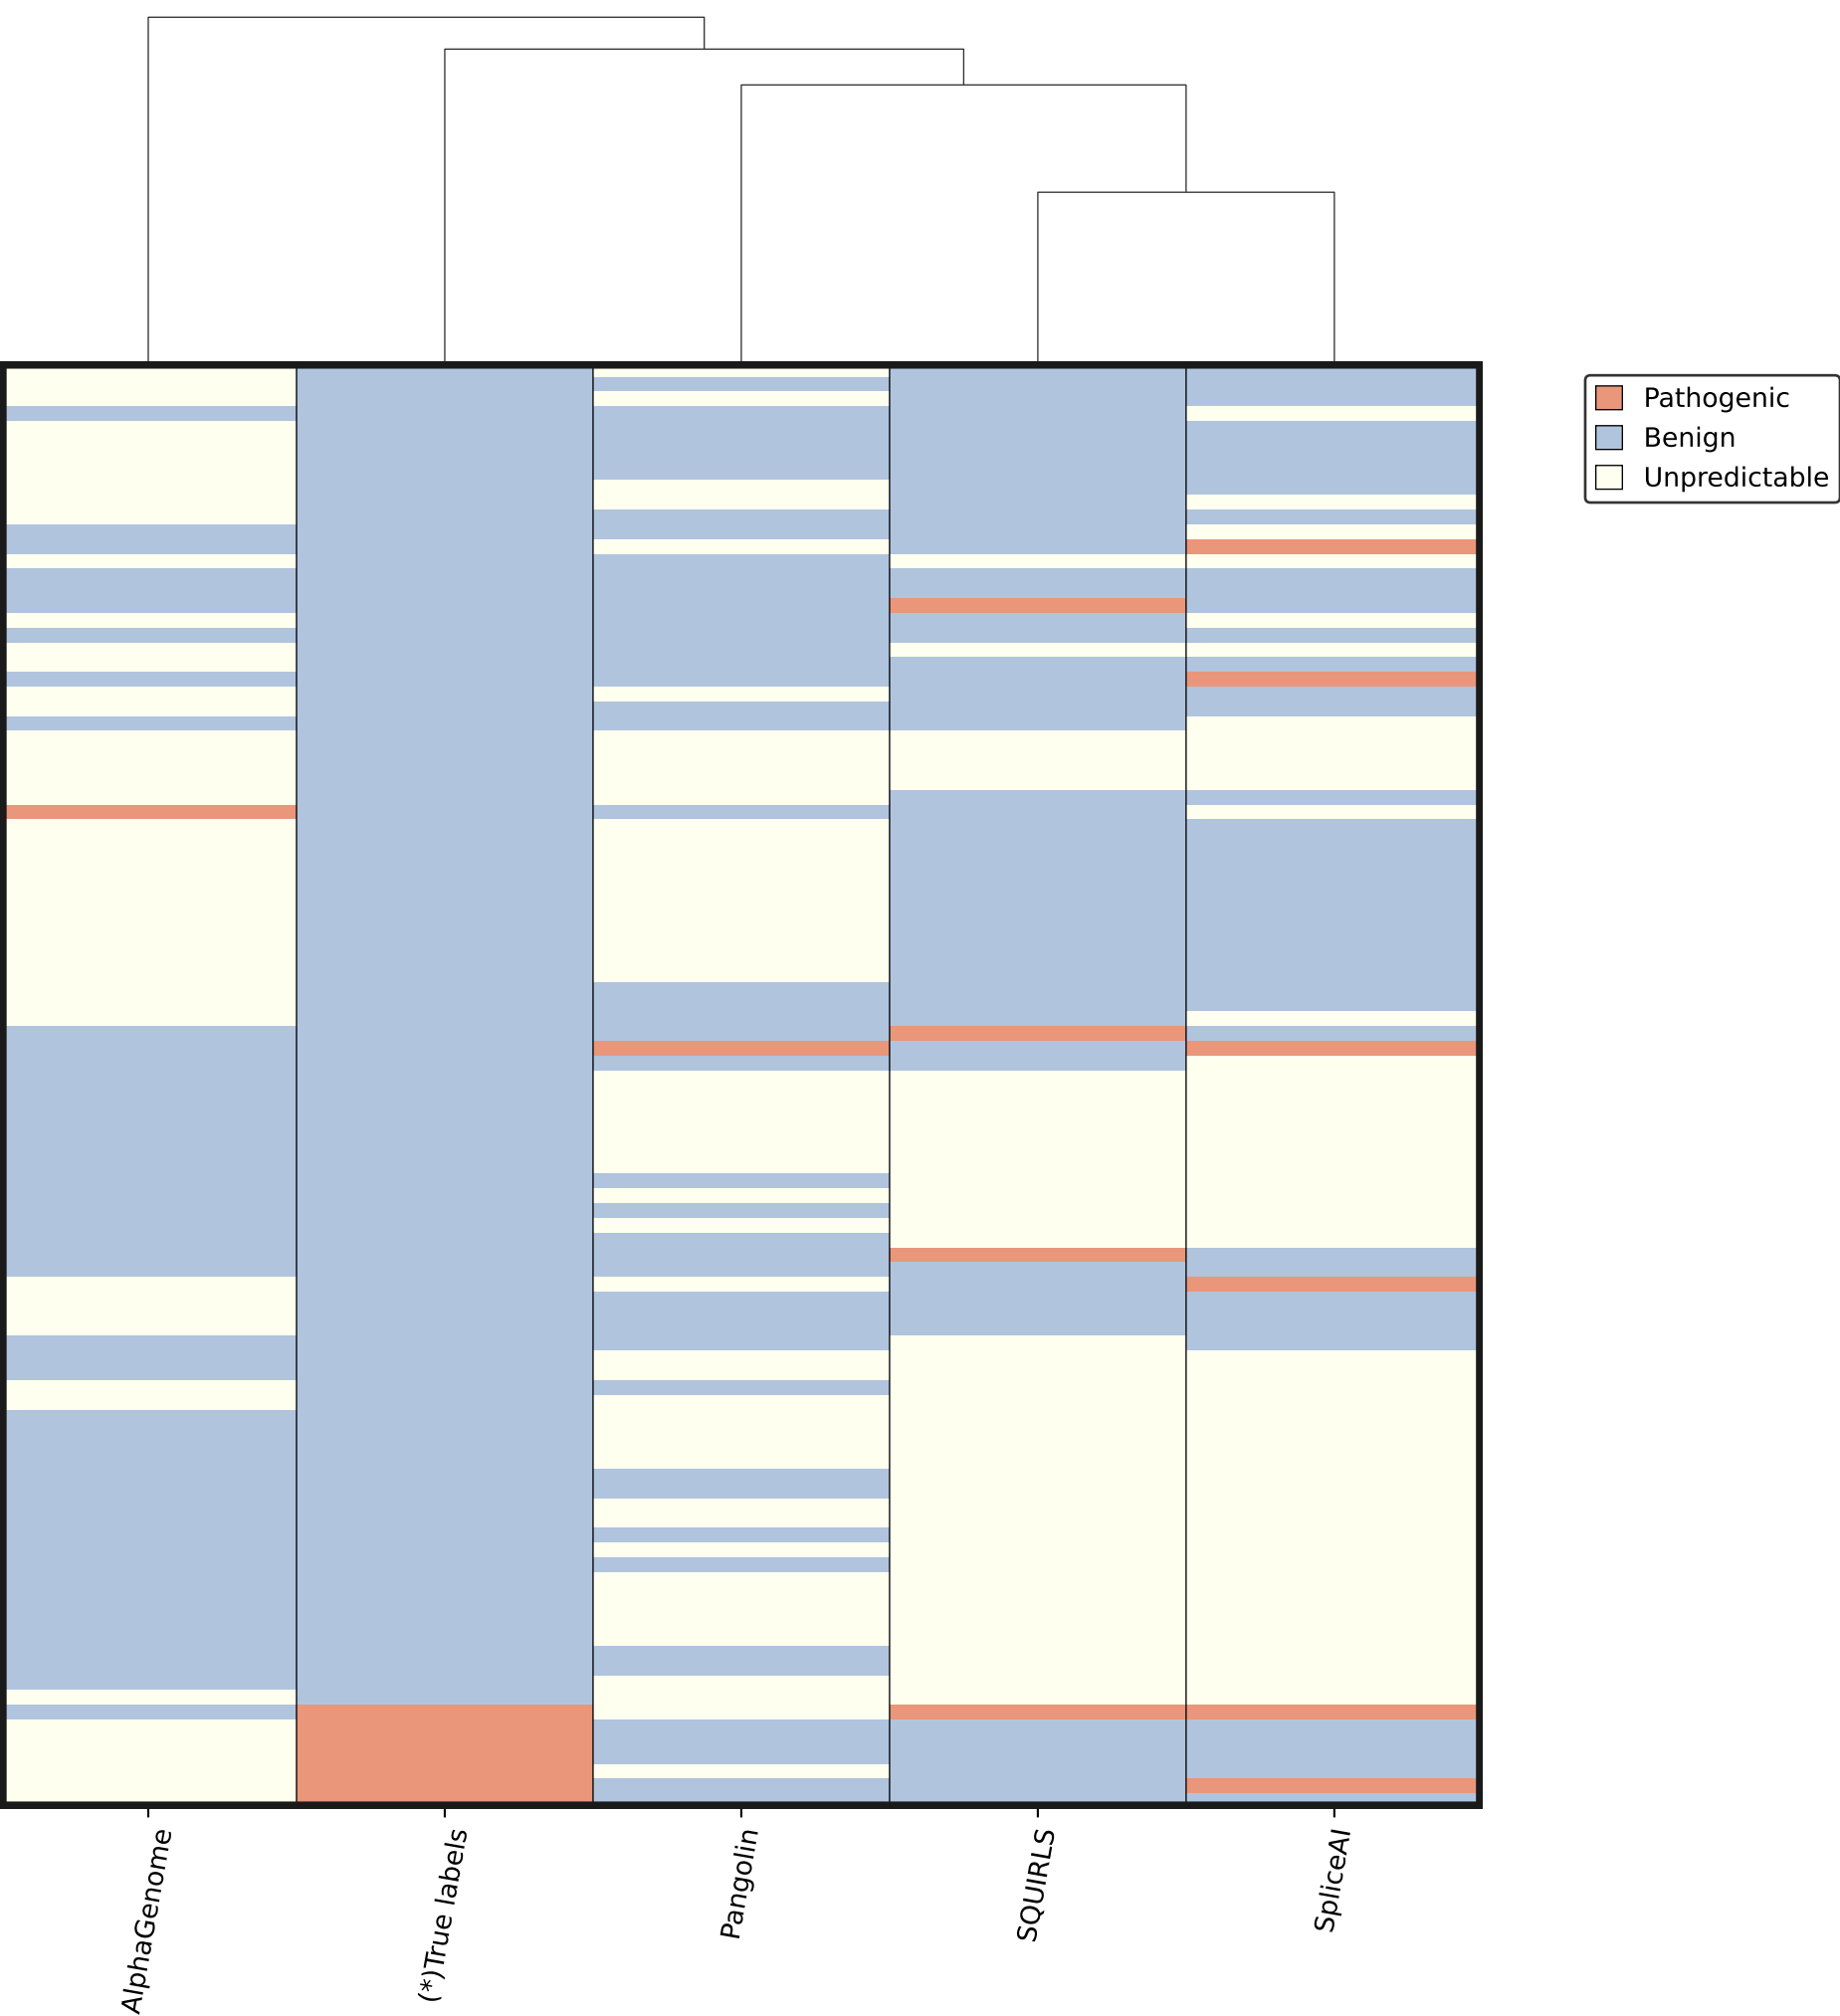 Pathogenic
Benign
Unpredictable
AlphaGenome
(*)True labels
Pangolin
SQUIRLS
SpliceAI